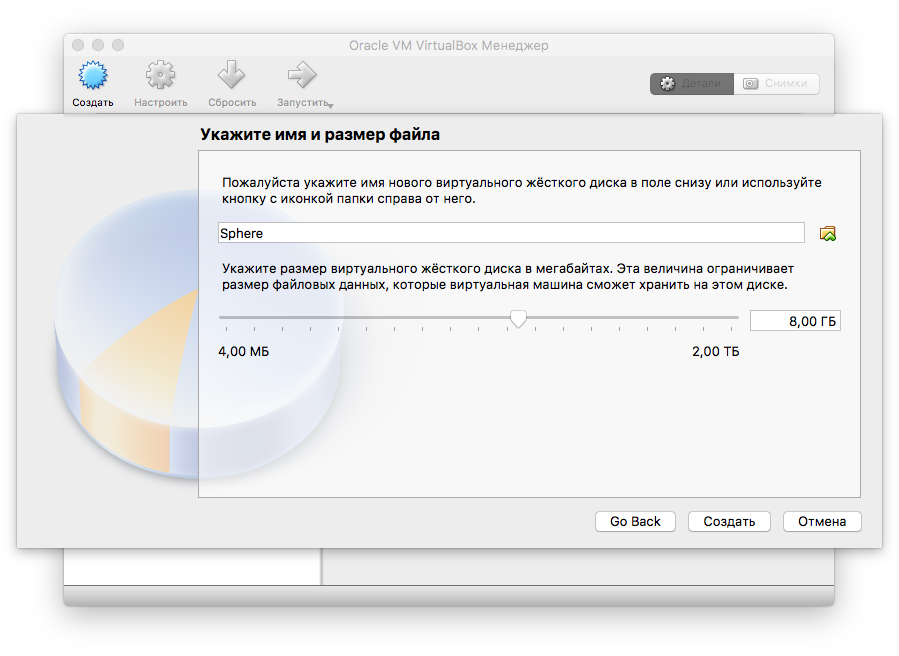 Oracle VM VirtualBox Менеджер
Создать
Настроить
Сбросить
Запустить
Детали
Снимки
Укажите имя и размер файла
Пожалуйста укажите имя нового виртуального жёсткого диска в поле снизу или используйте
кнопку с иконкой папки справа от него.
Sphere
Укажите размер виртуального жёсткого диска в мегабайтах. Эта величина ограничивает
размер файловых данных, которые виртуальная машина сможет хранить на этом диске.
8,00 ГБ
4,00 МБ
2,00 ТБ
Go Back
Создать
Отмена